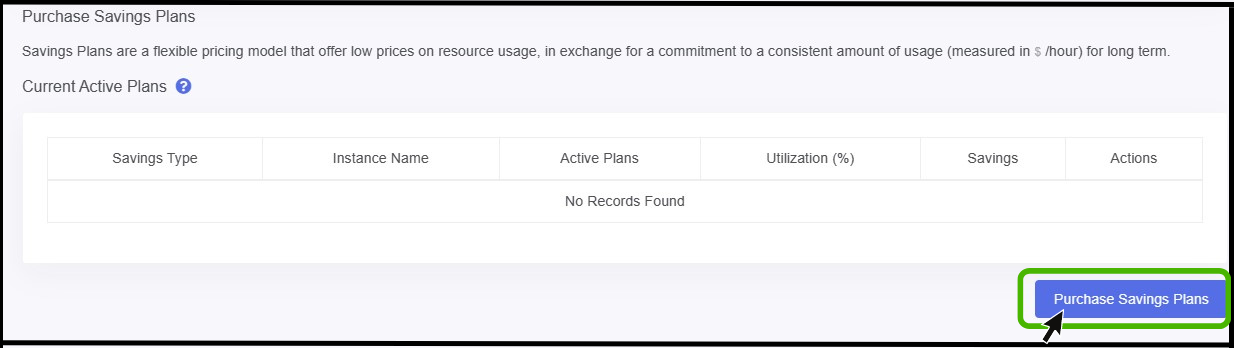 Purchase Savings Plans
Savings Plans are a flexible pricing model that offer low prices on resource usage, in exchange for a commitment to a consistent amount of usage (measured in $ /hour) for long term.
Current Active Plans ?
Savings Type Instance Name Active Plans Utilization (%) Savings Actions
No Records Found
Purchase Savings Plans